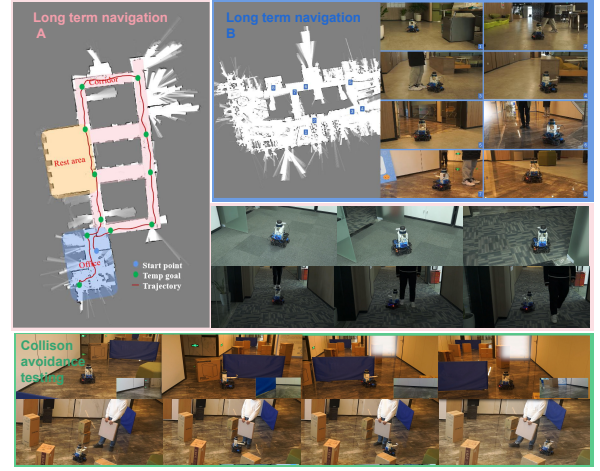 Long term navigation
A
Long term navigation
B
Corridor
Rest area
Office
Start point
Temp goal
Trajectory
Collison
avoidance
testing